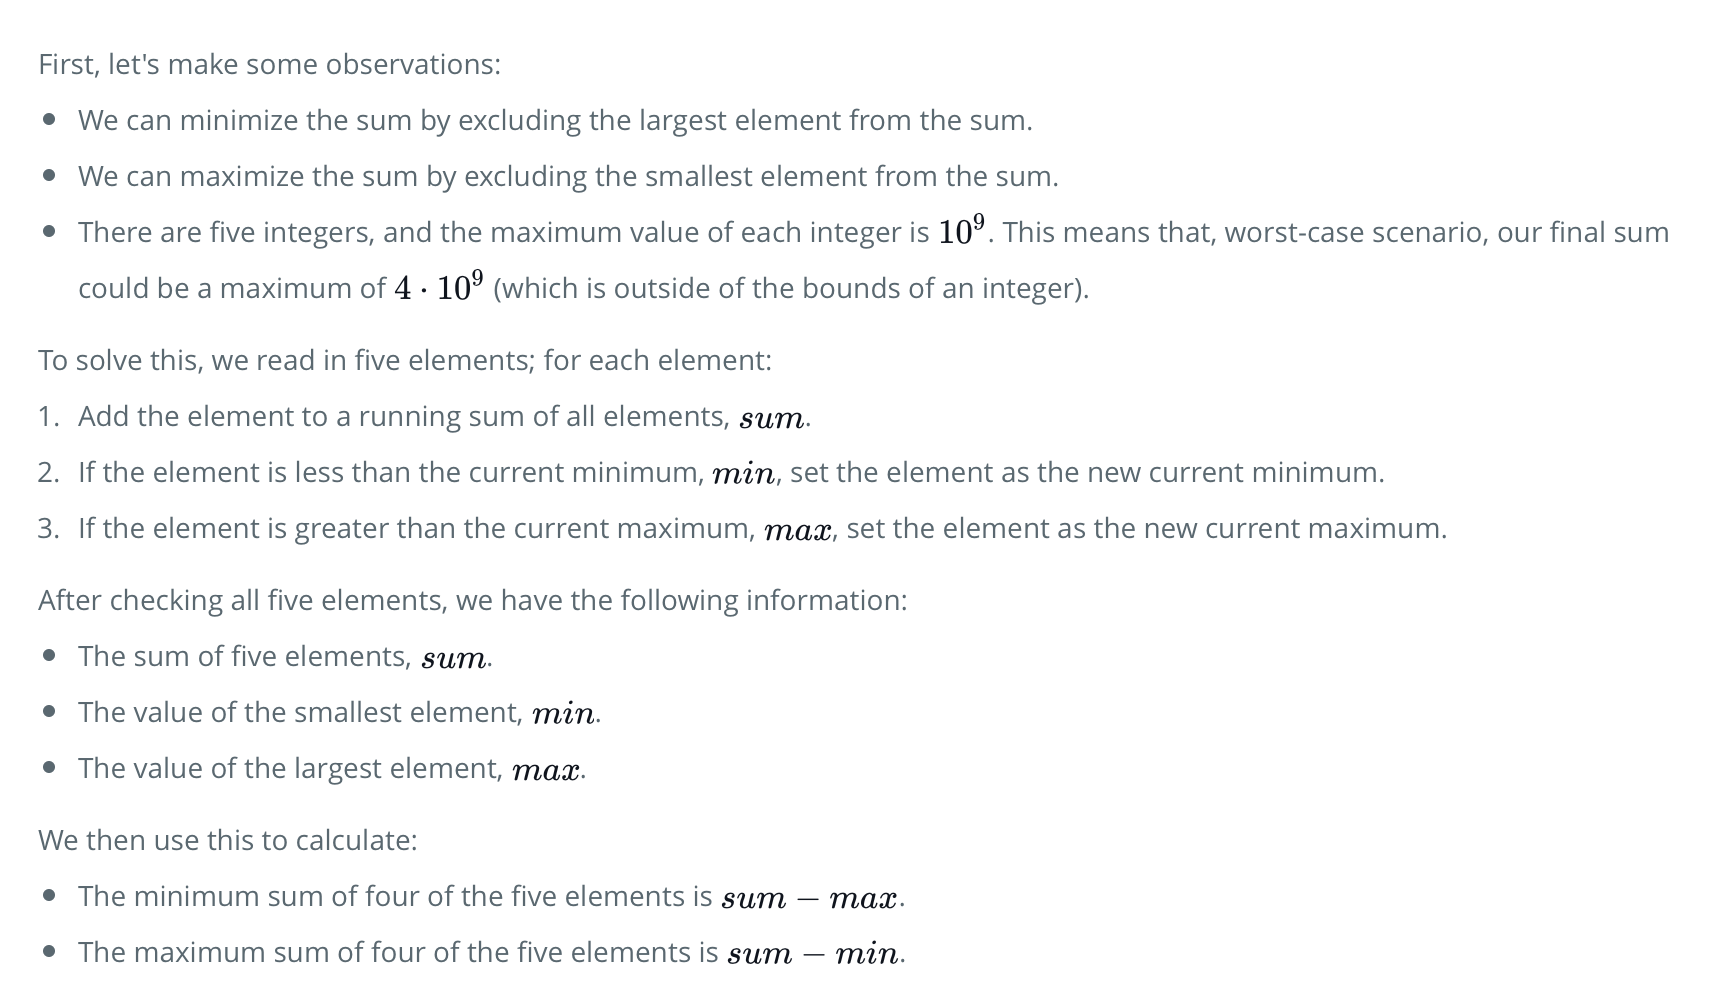 First, let's make some observations:
• We can minimize the sum by excluding the largest element from the sum.
• We can maximize the sum by excluding the smallest element from the sum.
• There are five integers, and the maximum value of each integer is 10⁹. This means that, worst-case scenario, our final sum
could be a maximum of 4 · 10⁹ (which is outside of the bounds of an integer).
To solve this, we read in five elements; for each element:
1. Add the element to a running sum of all elements, sum.
2. If the element is less than the current minimum, min, set the element as the new current minimum.
3. If the element is greater than the current maximum, max, set the element as the new current maximum.
After checking all five elements, we have the following information:
• The sum of five elements, sum.
• The value of the smallest element, min.
• The value of the largest element, max.
We then use this to calculate:
• The minimum sum of four of the five elements is sum − max.
• The maximum sum of four of the five elements is sum − min.